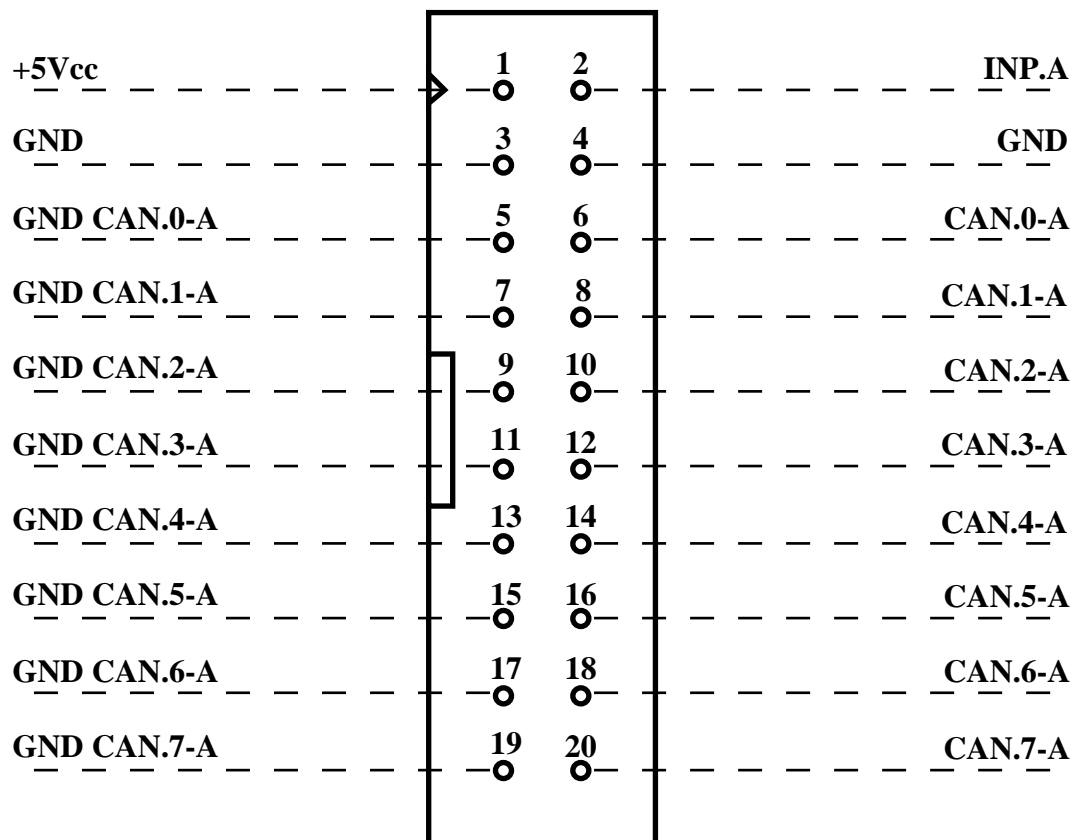 +5Vcc 1 2 INP.A
GND 3 4 GND
GND CAN.0-A 5 6 CAN.0-A
GND CAN.1-A 7 8 CAN.1-A
GND CAN.2-A 9 10 CAN.2-A
GND CAN.3-A 11 12 CAN.3-A
GND CAN.4-A 13 14 CAN.4-A
GND CAN.5-A 15 16 CAN.5-A
GND CAN.6-A 17 18 CAN.6-A
GND CAN.7-A 19 20 CAN.7-A